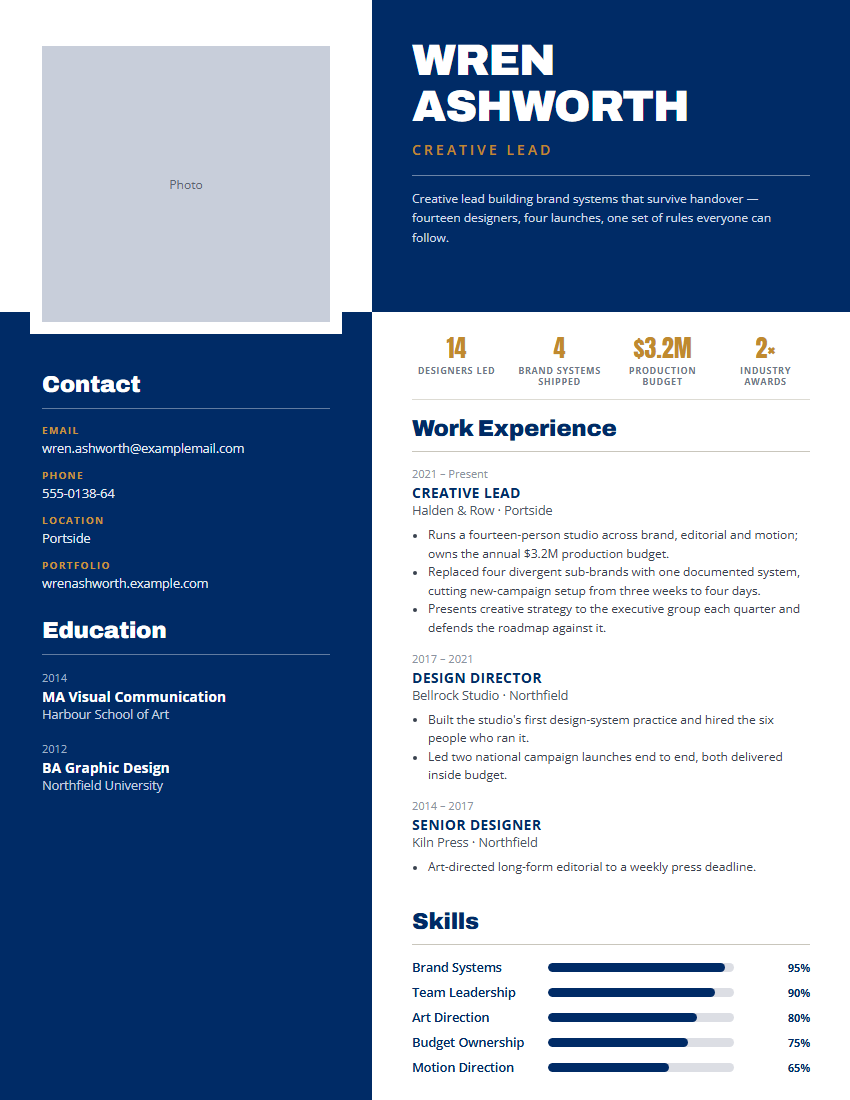 Photo
WREN
ASHWORTH
CREATIVE LEAD
Creative lead building brand systems that survive handover —
fourteen designers, four launches, one set of rules everyone can
follow.
Contact
EMAIL
wren.ashworth@examplemail.com
PHONE
555-0138-64
LOCATION
Portside
PORTFOLIO
wrenashworth.example.com
Education
2014
MA Visual Communication
Harbour School of Art
2012
BA Graphic Design
Northfield University
14
DESIGNERS LED
4
BRAND SYSTEMS
SHIPPED
$3.2M
PRODUCTION
BUDGET
2×
INDUSTRY
AWARDS
Work Experience
2021 – Present
CREATIVE LEAD
Halden & Row · Portside
• Runs a fourteen-person studio across brand, editorial and motion;
owns the annual $3.2M production budget.
• Replaced four divergent sub-brands with one documented system,
cutting new-campaign setup from three weeks to four days.
• Presents creative strategy to the executive group each quarter and
defends the roadmap against it.
2017 – 2021
DESIGN DIRECTOR
Bellrock Studio · Northfield
• Built the studio's first design-system practice and hired the six
people who ran it.
• Led two national campaign launches end to end, both delivered
inside budget.
2014 – 2017
SENIOR DESIGNER
Kiln Press · Northfield
• Art-directed long-form editorial to a weekly press deadline.
Skills
Brand Systems 95%
Team Leadership 90%
Art Direction 80%
Budget Ownership 75%
Motion Direction 65%